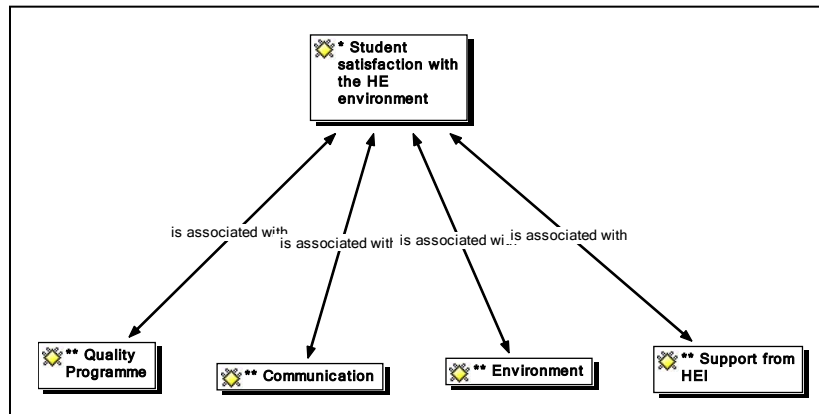 * Student
satisfaction with
the HE
environment
is associated with
is associated with
is associated with
is associated with
** Quality
Programme
** Communication
** Environment
** Support from
HEI